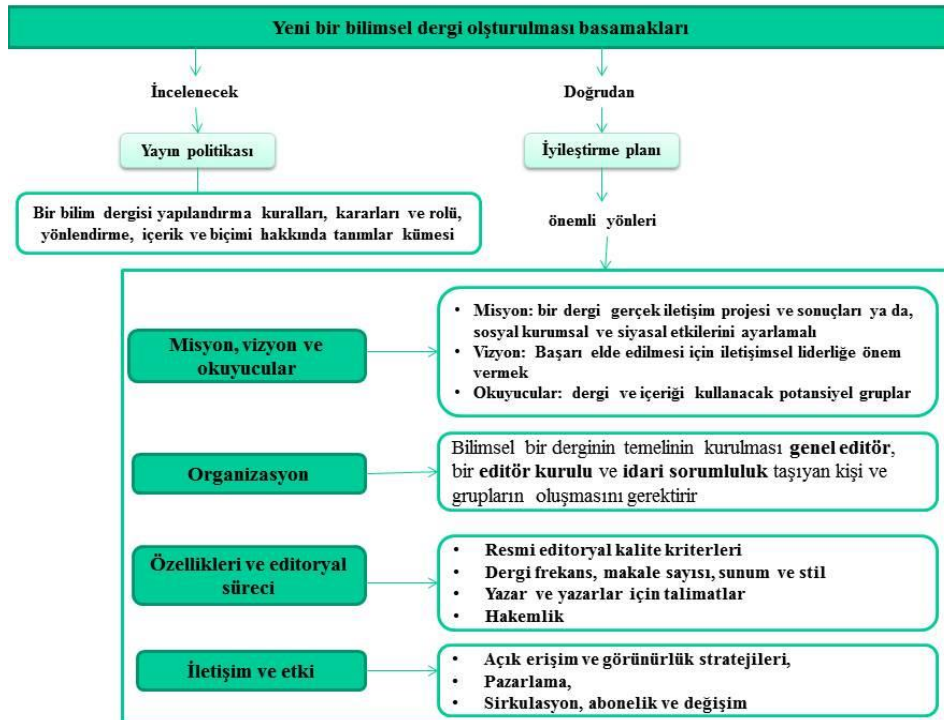 Yeni bir bilimsel dergi olşturulması basamakları
İncelenecek
Doğrudan
Yayın politikası
İyileştirme planı
Bir bilim dergisi yapılandırma kuralları, kararları ve rolü,
yönlendirme, içerik ve biçimi hakkında tanımlar kümesi
önemli yönleri
Misyon, vizyon ve
okuyucular
• Misyon: bir dergi gerçek iletişim projesi ve sonuçları ya da,
sosyal kurumsal ve siyasal etkilerini ayarlamalı
• Vizyon: Başarı elde edilmesi için iletişimsel liderliğe önem
vermek
• Okuyucular: dergi ve içeriği kullanacak potansiyel gruplar
Organizasyon
Bilimsel bir derginin temelinin kurulması genel editör,
bir editör kurulu ve idari sorumluluk taşıyan kişi ve
grupların oluşmasını gerektirir
Özellikleri ve editoryal
süreci
• Resmi editoryal kalite kriterleri
• Dergi frekans, makale sayısı, sunum ve stil
• Yazar ve yazarlar için talimatlar
• Hakemlik
İletişim ve etki
• Açık erişim ve görünürlük stratejileri,
• Pazarlama,
• Sirkulasyon, abonelik ve değişim